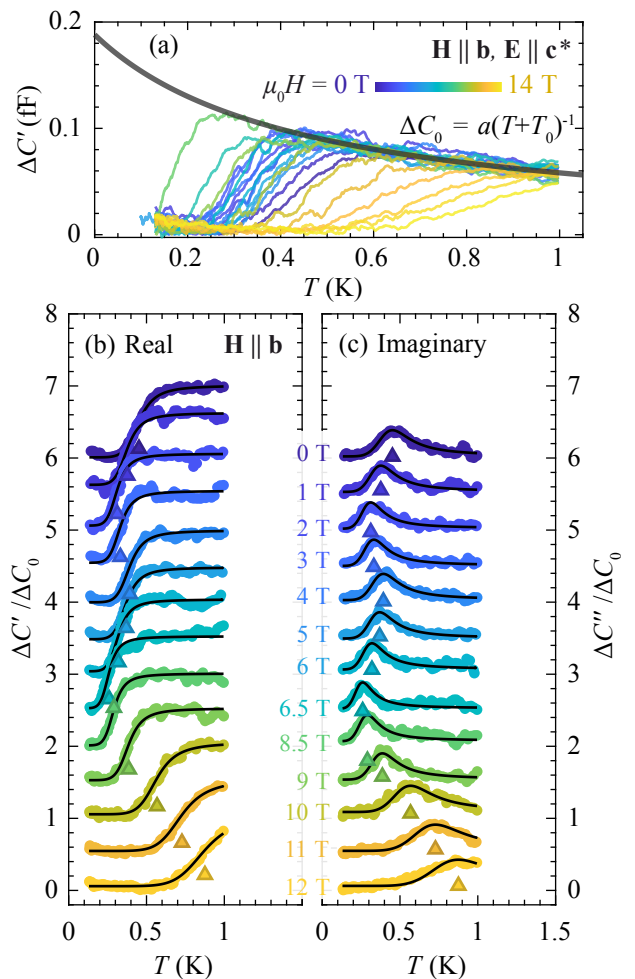 0.2
(a)
H || b, E || c*
μ₀H = 0 T 14 T
ΔC₀ = a(T+T₀)⁻¹
0.1
0
ΔC′ (fF)
0 0.2 0.4 0.6 0.8 1
T (K)
8
7
6
5
4
3
2
1
0
ΔC′ /ΔC₀
(b) Real H || b
0 0.5 1
T (K)
0 T
1 T
2 T
3 T
4 T
5 T
6 T
6.5 T
8.5 T
9 T
10 T
11 T
12 T
(c) Imaginary
0 0.5 1 1.5
T (K)
8
7
6
5
4
3
2
1
0
ΔC″ /ΔC₀